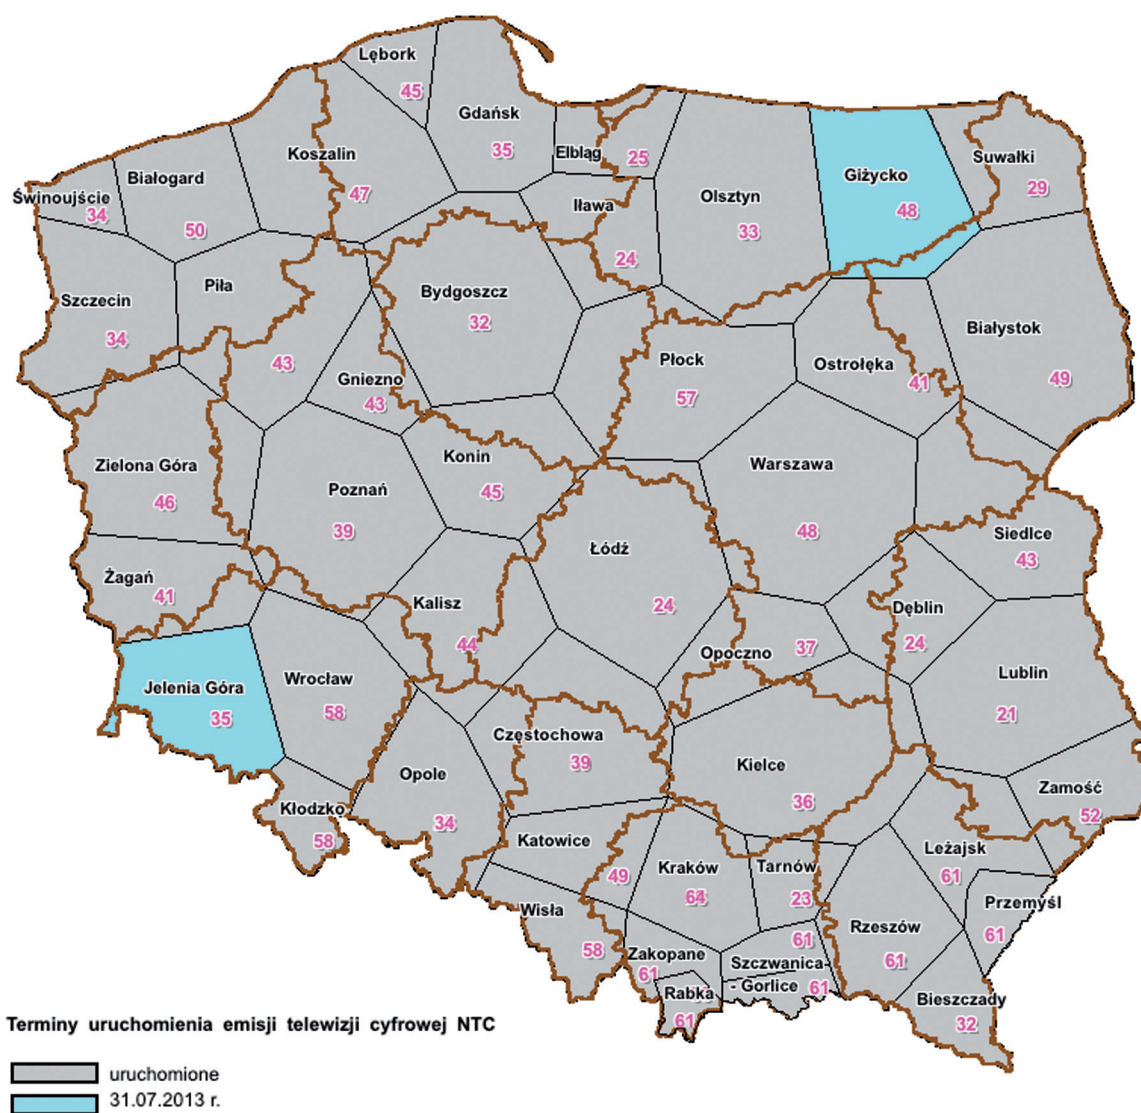 Lębork
45
Gdańsk
35
Elbląg
25
Koszalin
47
Białogard
50
Świnoujście
34
Iława
24
Olsztyn
33
Giżycko
48
Suwałki
29
Szczecin
34
Piła
43
Bydgoszcz
32
Gniezno
43
Płock
57
Ostrołęka
41
Białystok
49
Zielona Góra
46
Poznań
39
Konin
45
Warszawa
48
Łódź
24
Siedlce
43
Żagań
41
Kalisz
44
Opoczno
37
Dęblin
24
Lublin
21
Jelenia Góra
35
Wrocław
58
Częstochowa
39
Opole
34
Kielce
36
Zamość
52
Kłodzko
58
Katowice
49
Kraków
64
Tarnów
23
Leżajsk
61
Przemyśl
61
Wisła
58
Rzeszów
61
Zakopane
61
61
Szczwanica-
- Gorlice
61
Rabka
61
Bieszczady
32
Terminy uruchomienia emisji telewizji cyfrowej NTC
uruchomione
31.07.2013 r.